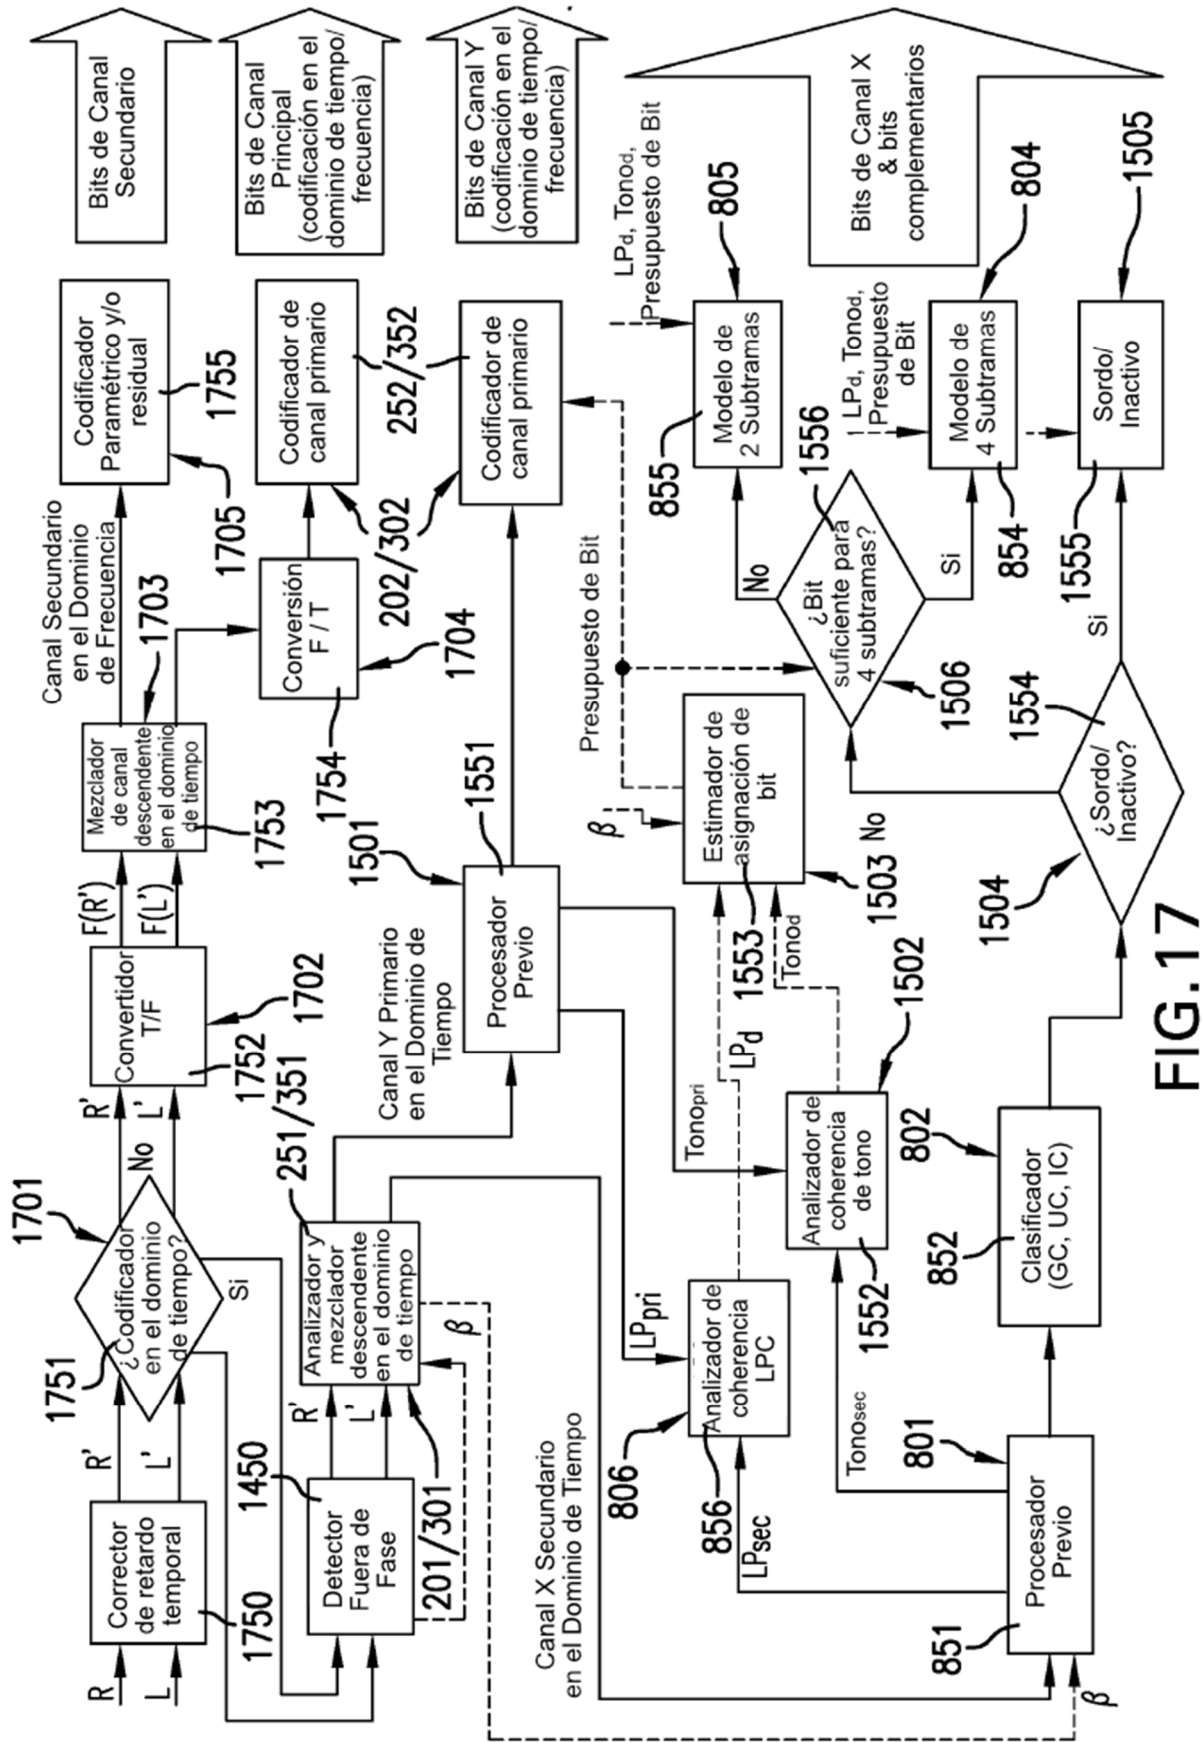 R
L
Corrector
de retardo
temporal
1750
R'
L'
1751
¿Codificador
en el dominio
de tiempo?
1701
No
Si
R'
L'
Convertidor
T/F
1752
1702
F(R')
F(L')
Mezclador
de canal
descendente
en el dominio
de tiempo
1753
1703
Canal Secundario
en el Dominio
de Frecuencia
Codificador
Paramétrico y/o
residual
1705
1755
Bits de Canal
Secundario
Conversión
F / T
1754
1704
Codificador de
canal primario
202/302
252/352
Bits de Canal
Principal
(codificación en el
dominio de tiempo/
frecuencia)
1450
Detector
Fuera de
Fase
201/301
R'
L'
Analizador y
mezclador
descendente
en el dominio
de tiempo
251/351
β
Canal Y Primario
en el Dominio de
Tiempo
Procesador
Previo
1501
1551
Codificador de
canal primario
Bits de Canal Y
(codificación en el
dominio de tiempo/
frecuencia)
Canal X Secundario
en el Dominio de Tiempo
LPpri
Tonopri
806
Analizador de
coherencia
LPC
856
LPsec
LPd
Analizador de
coherencia
de tono
1552
1502
Tonosec
Tonod
β
Estimador de
asignación de
bit
1553
1503
Presupuesto de Bit
¿Bit
suficiente para
4 subtramas?
1556
1506
No
Si
Modelo de
2 Subtramas
855
805
LPd, Tonod,
Presupuesto de Bit
Modelo de
4 Subtramas
854
804
LPd, Tonod,
Presupuesto
de Bit
Bits de Canal X
& bits
complementarios
β
Procesador
Previo
851
801
Clasificador
(GC, UC, IC)
852
802
¿Sordo/
Inactivo?
1504
1554
No
Si
Sordo/
Inactivo
1555
1505
FIG.17